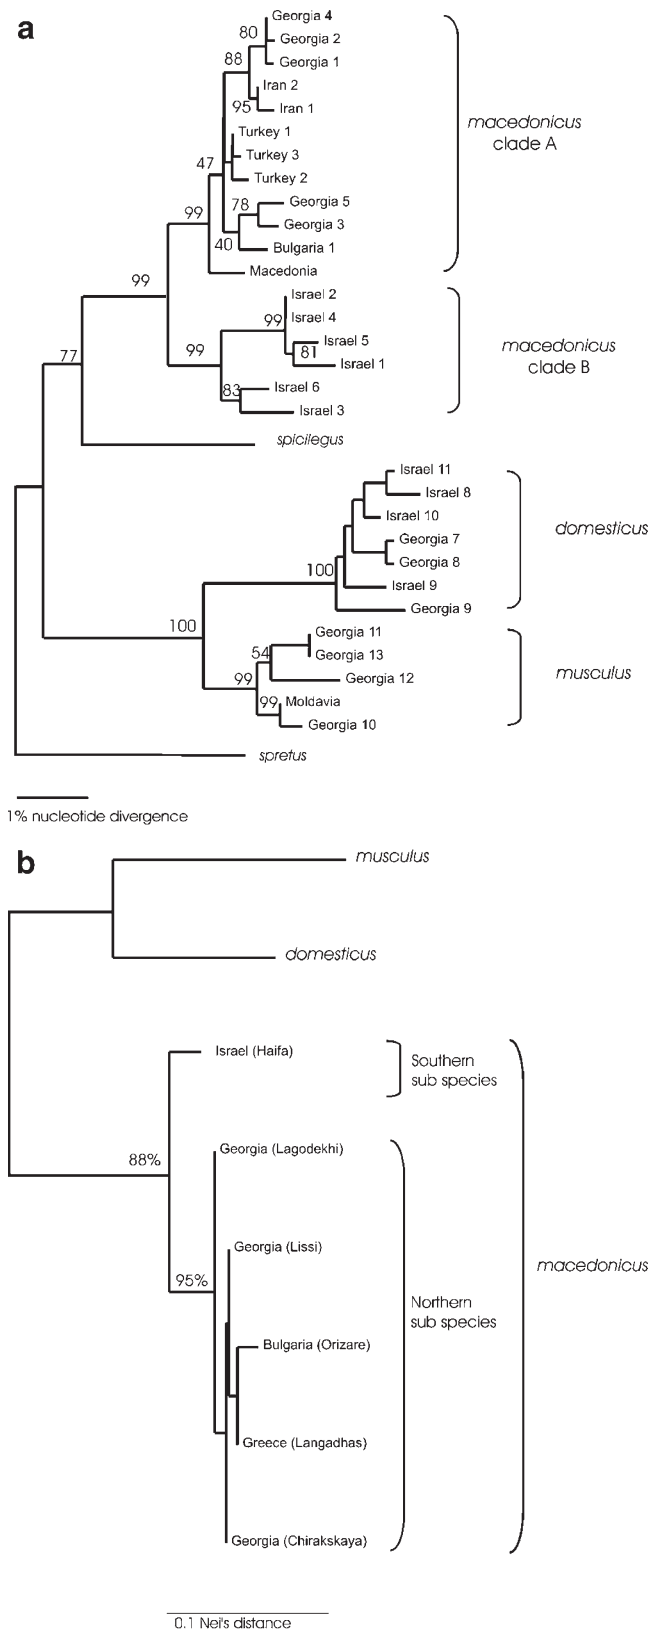 a
Georgia 4
80
Georgia 2
88
Georgia 1
Iran 2
95
Iran 1
macedonicus
clade A
Turkey 1
47
Turkey 3
Turkey 2
78
Georgia 5
99
Georgia 3
40
Bulgaria 1
Macedonia
99
Israel 2
99
Israel 4
Israel 5
99
81
Israel 1
macedonicus
clade B
77
83
Israel 6
Israel 3
spicilegus
Israel 11
Israel 8
Israel 10
domesticus
Georgia 7
Georgia 8
100
Israel 9
Georgia 9
100
Georgia 11
54
Georgia 13
99
Georgia 12
musculus
99
Moldavia
Georgia 10
spretus
1% nucleotide divergence
b
musculus
domesticus
Israel (Haifa)
Southern
sub species
88%
Georgia (Lagodekhi)
Georgia (Lissi)
macedonicus
95%
Northern
sub species
Bulgaria (Orizare)
Greece (Langadhas)
Georgia (Chirakskaya)
0.1 Nei's distance